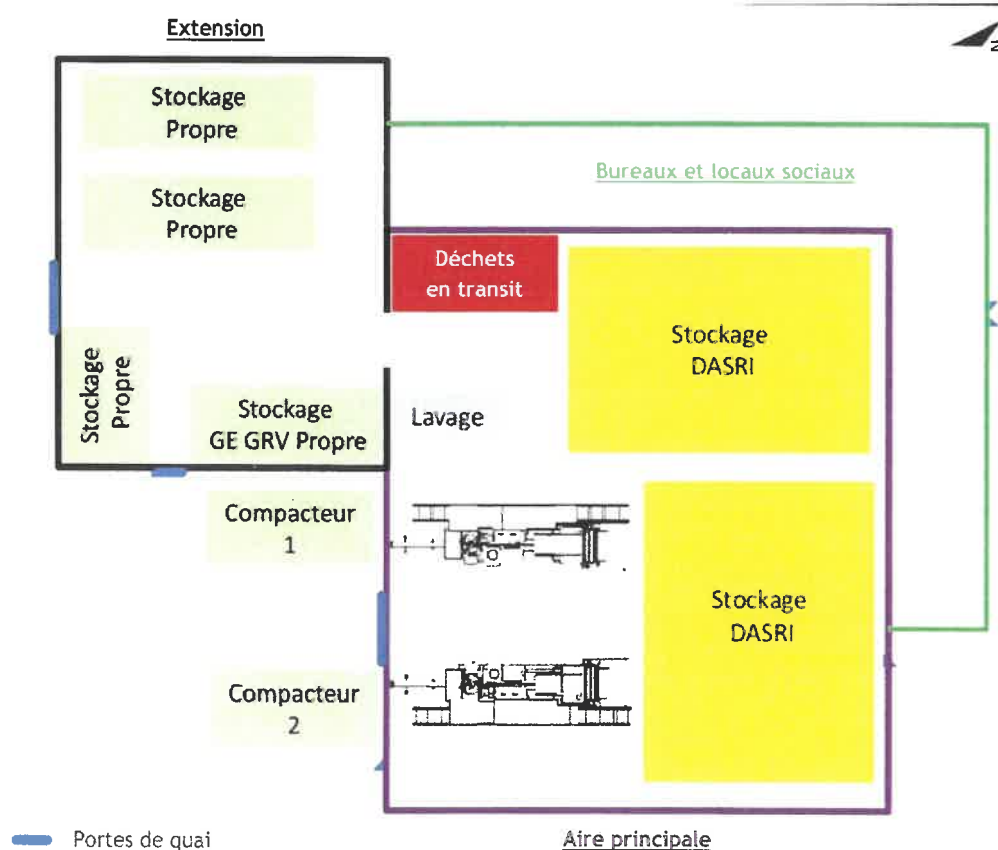 Extension
N
Stockage
Propre
Bureaux et locaux sociaux
Stockage
Propre
Déchets
en transit
Stockage
DASRI
Stockage
Propre
Stockage
GE GRV Propre
Lavage
Compacteur
1
Stockage
DASRI
Compacteur
2
Portes de quai
Aire principale